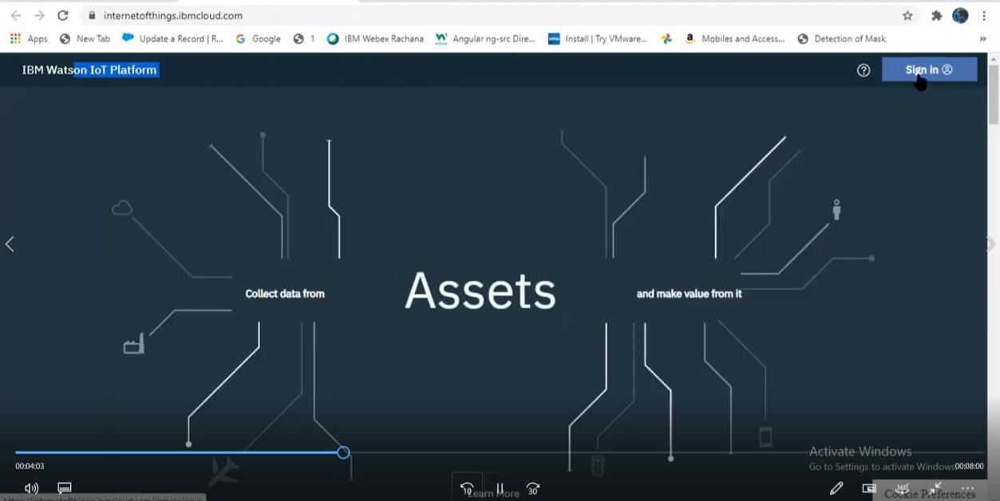 internetofthings.ibmcloud.com
Apps New Tab Update a Record | R... Google 1 IBM Webex Rachana Angular ng-src Dire... Install | Try VMware... Mobiles and Access... Detection of Mask »
IBM Watson IoT Platform Sign in
Collect data from Assets and make value from it
Activate Windows
00:04:03 Go to Settings to activate Windows. 00:08:00
10 Learn More 30 360° Cookie Preferences